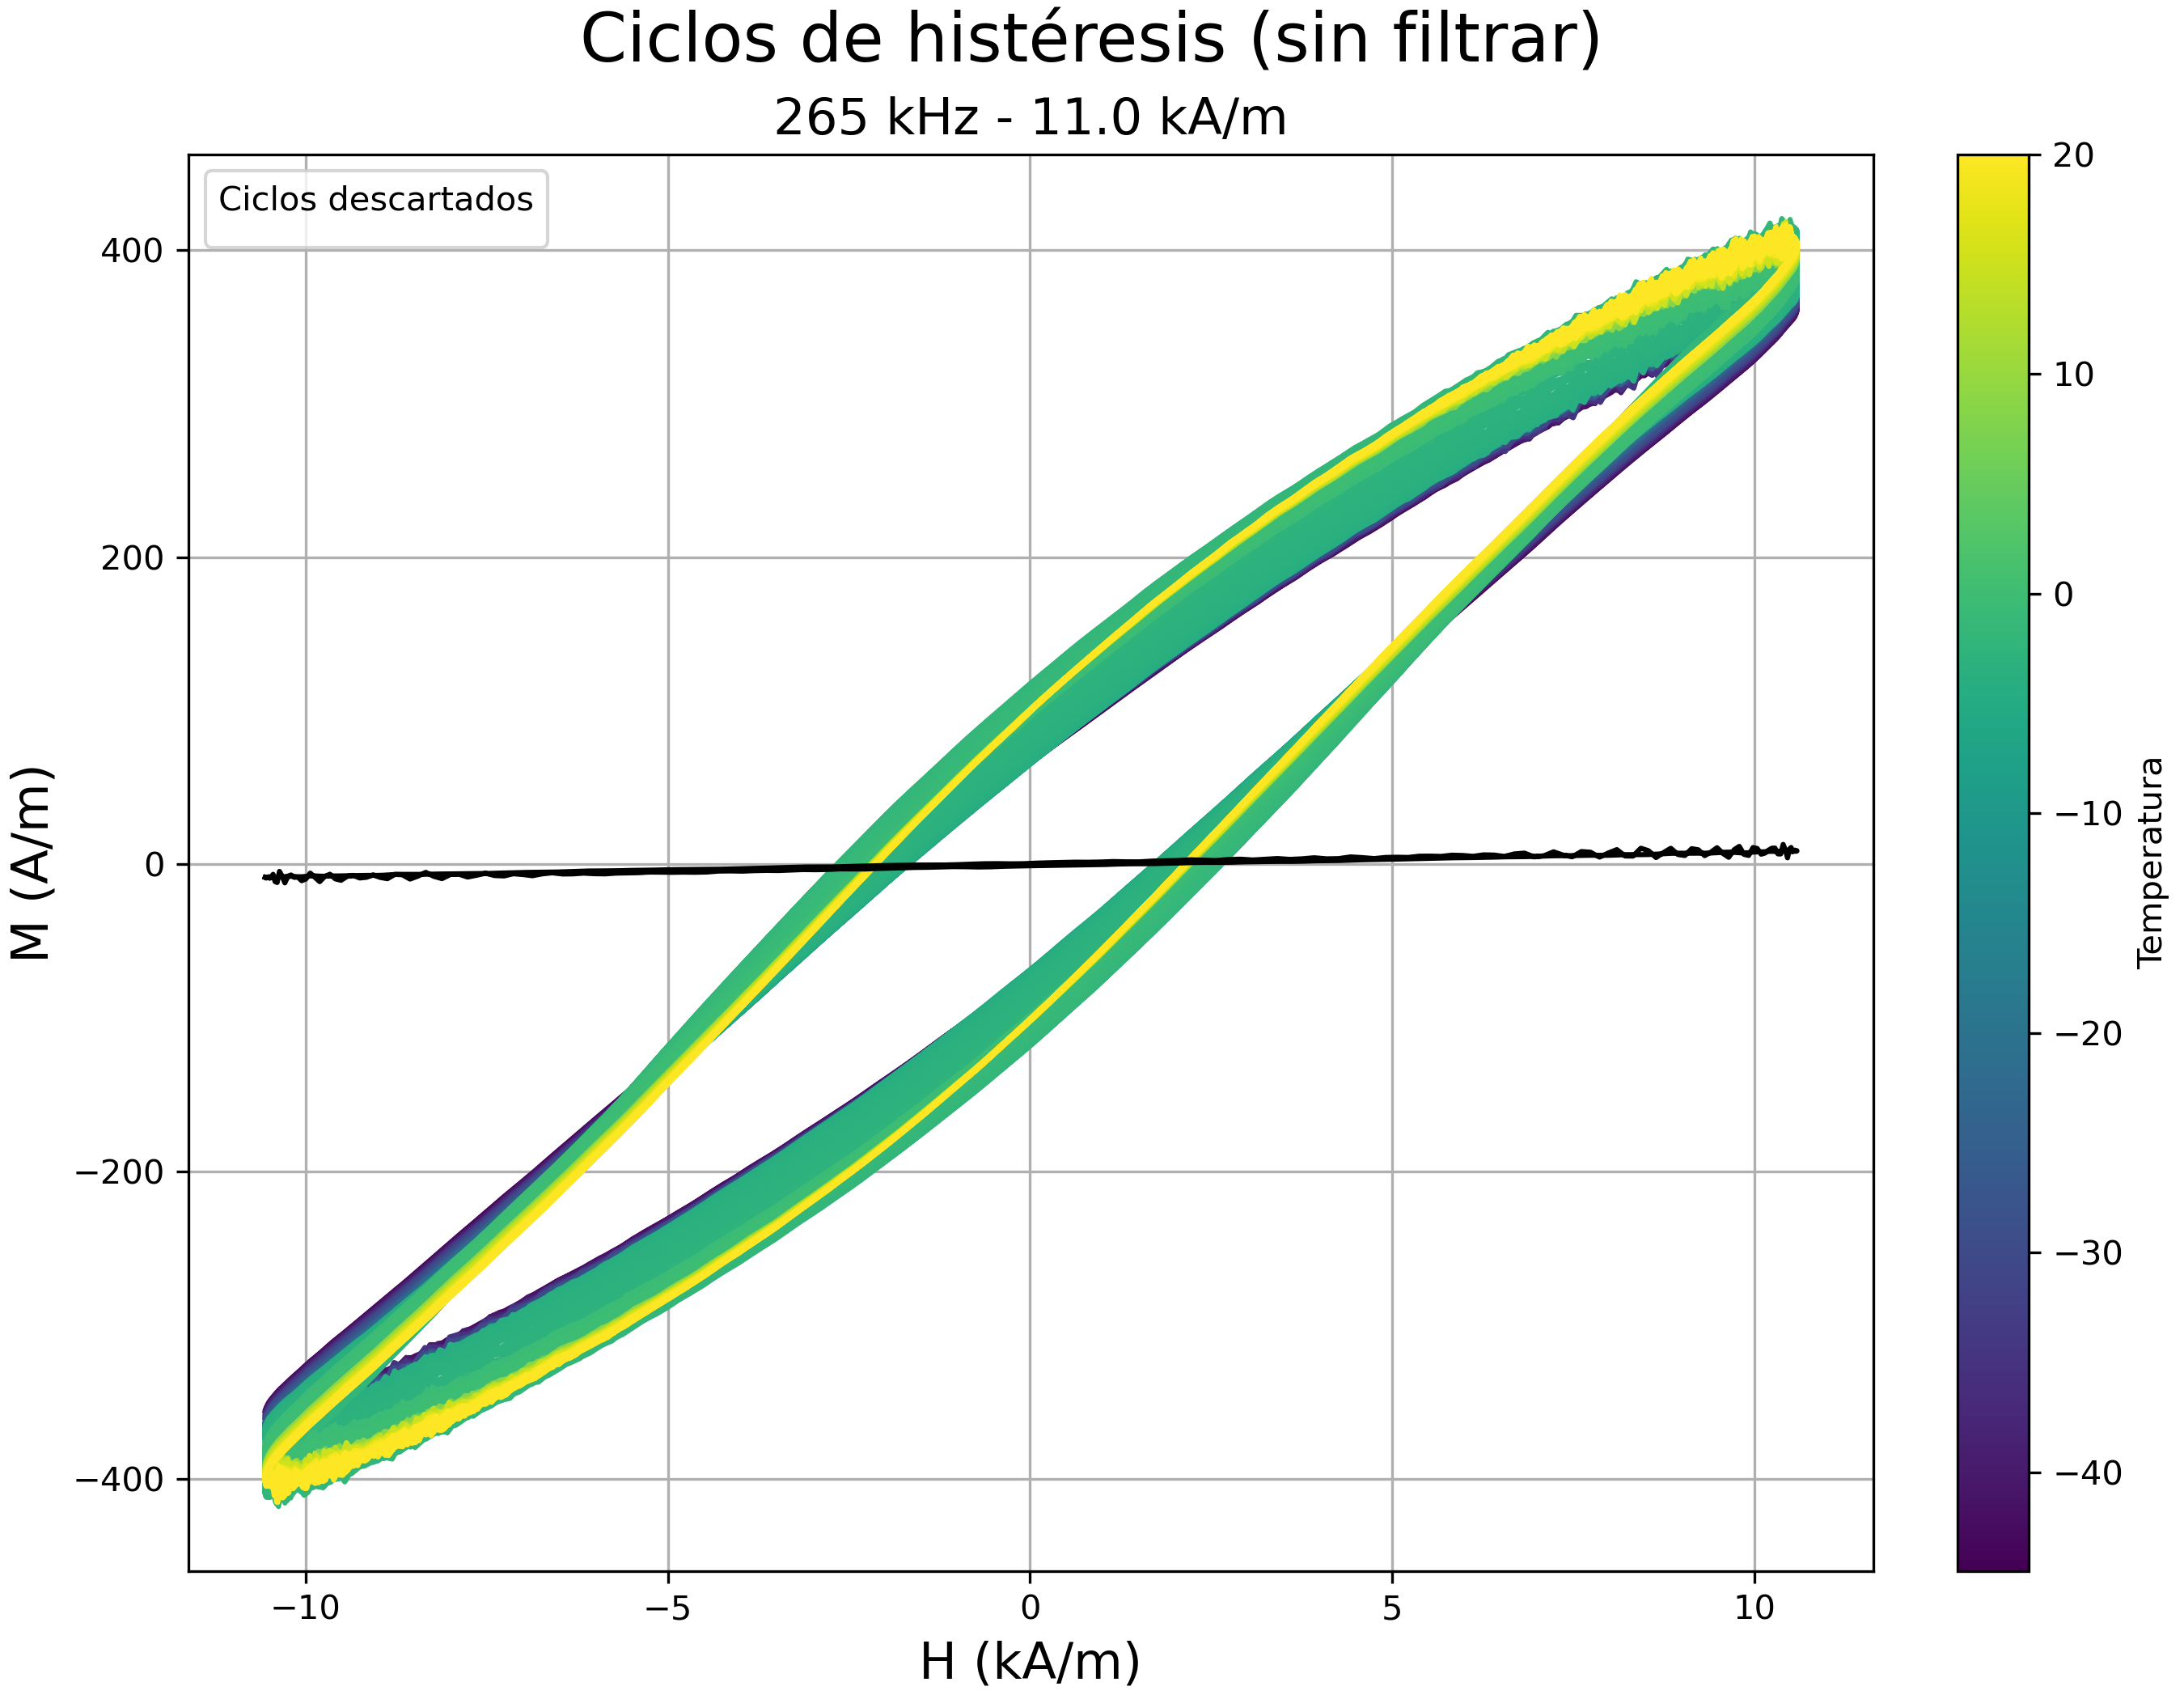 Ciclos de histéresis (sin filtrar)
265 kHz - 11.0 kA/m
Ciclos descartados
400
200
0
−200
−400
M (A/m)
−10
−5
0
5
10
H (kA/m)
20
10
0
−10
−20
−30
−40
Temperatura